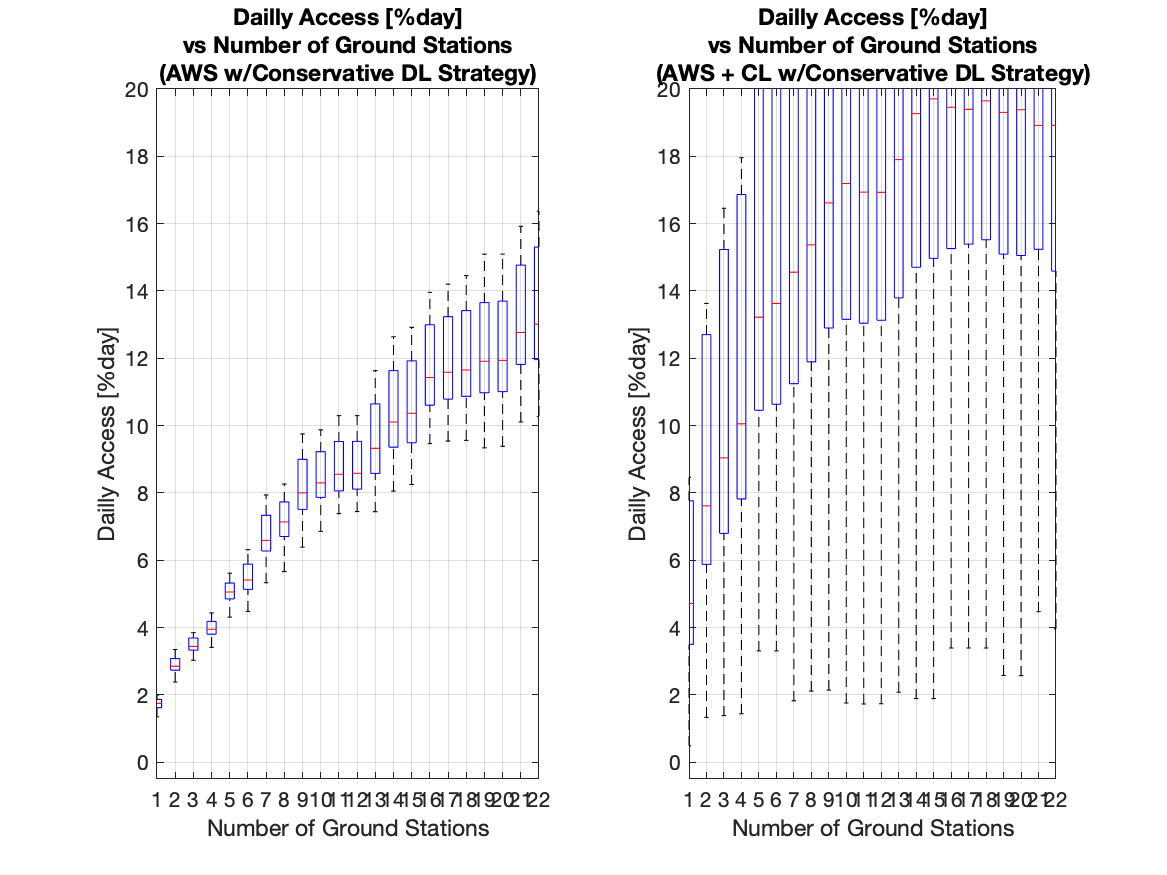 Dailly Access [%day]
vs Number of Ground Stations
(AWS w/Conservative DL Strategy)
20
18
16
14
12
10
8
6
4
2
0
Dailly Access [%day]
1 2 3 4 5 6 7 8 9 10 11 12 13 14 15 16 17 18 19 20 21 22
Number of Ground Stations
Dailly Access [%day]
vs Number of Ground Stations
(AWS + CL w/Conservative DL Strategy)
20
18
16
14
12
10
8
6
4
2
0
Dailly Access [%day]
1 2 3 4 5 6 7 8 9 10 11 12 13 14 15 16 17 18 19 20 21 22
Number of Ground Stations